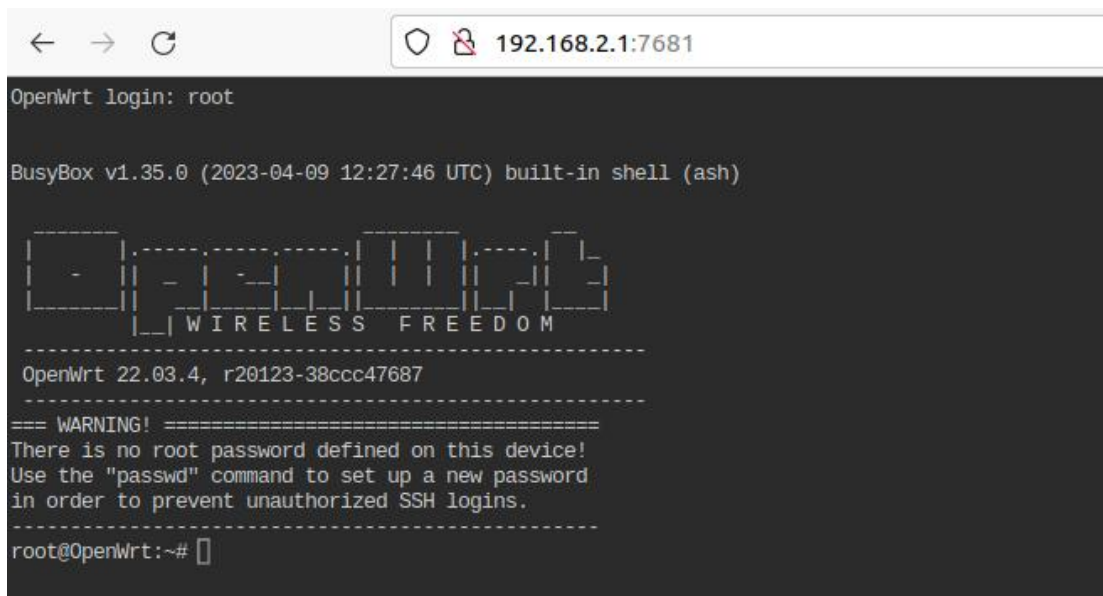 192.168.2.1:7681
OpenWrt login: root
BusyBox v1.35.0 (2023-04-09 12:27:46 UTC) built-in shell (ash)
OpenWrt
W I R E L E S S   F R E E D O M
-----------------------------------------------------
OpenWrt 22.03.4, r20123-38ccc47687
-----------------------------------------------------
=== WARNING! =====================================
There is no root password defined on this device!
Use the "passwd" command to set up a new password
in order to prevent unauthorized SSH logins.
--------------------------------------------------
root@OpenWrt:~#